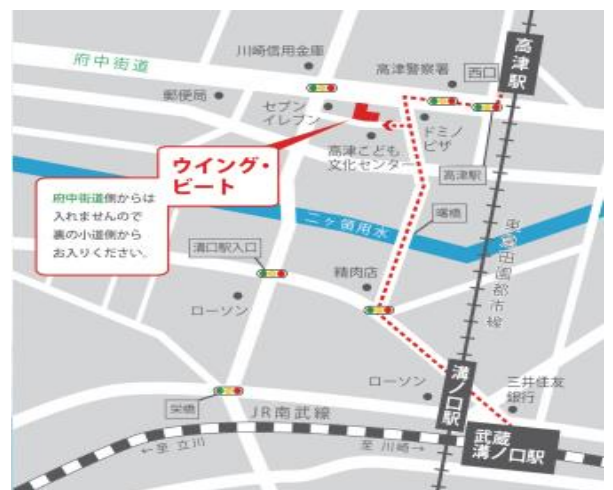 川崎信用金庫
高津警察署
西口
高津駅
府中街道
郵便局
セブン
イレブン
ドミノ
ピザ
高津こども
文化センター
高津駅
ウイング・
ビート
府中街道側からは
入れませんので
裏の小道側から
お入りください。
二ヶ領用水
曙橋
東急田園都市線
溝口駅入口
精肉店
ローソン
ローソン
三井住友
銀行
溝ノ口駅
栄橋
JR南武線
武蔵
溝ノ口駅
←至 立川
至 川崎→